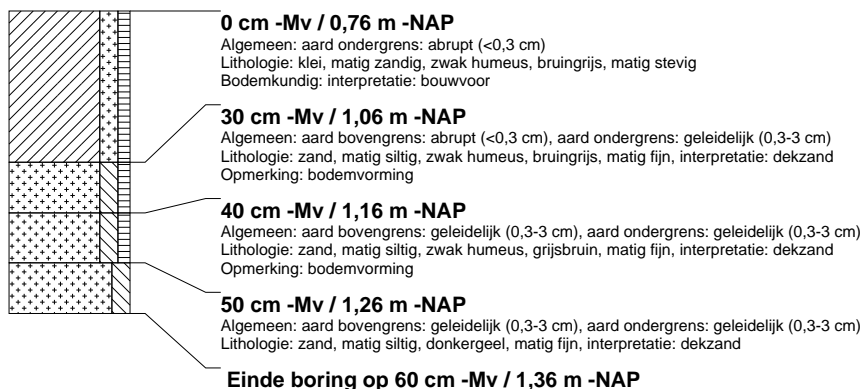 0 cm -Mv / 0,76 m -NAP
Algemeen: aard ondergrens: abrupt (<0,3 cm)
Lithologie: klei, matig zandig, zwak humeus, bruingrijs, matig stevig
Bodemkundig: interpretatie: bouwvoor
30 cm -Mv / 1,06 m -NAP
Algemeen: aard bovengrens: abrupt (<0,3 cm), aard ondergrens: geleidelijk (0,3-3 cm)
Lithologie: zand, matig siltig, zwak humeus, bruingrijs, matig fijn, interpretatie: dekzand
Opmerking: bodemvorming
40 cm -Mv / 1,16 m -NAP
Algemeen: aard bovengrens: geleidelijk (0,3-3 cm), aard ondergrens: geleidelijk (0,3-3 cm)
Lithologie: zand, matig siltig, zwak humeus, grijsbruin, matig fijn, interpretatie: dekzand
Opmerking: bodemvorming
50 cm -Mv / 1,26 m -NAP
Algemeen: aard bovengrens: geleidelijk (0,3-3 cm), aard ondergrens: geleidelijk (0,3-3 cm)
Lithologie: zand, matig siltig, donkergeel, matig fijn, interpretatie: dekzand
Einde boring op 60 cm -Mv / 1,36 m -NAP